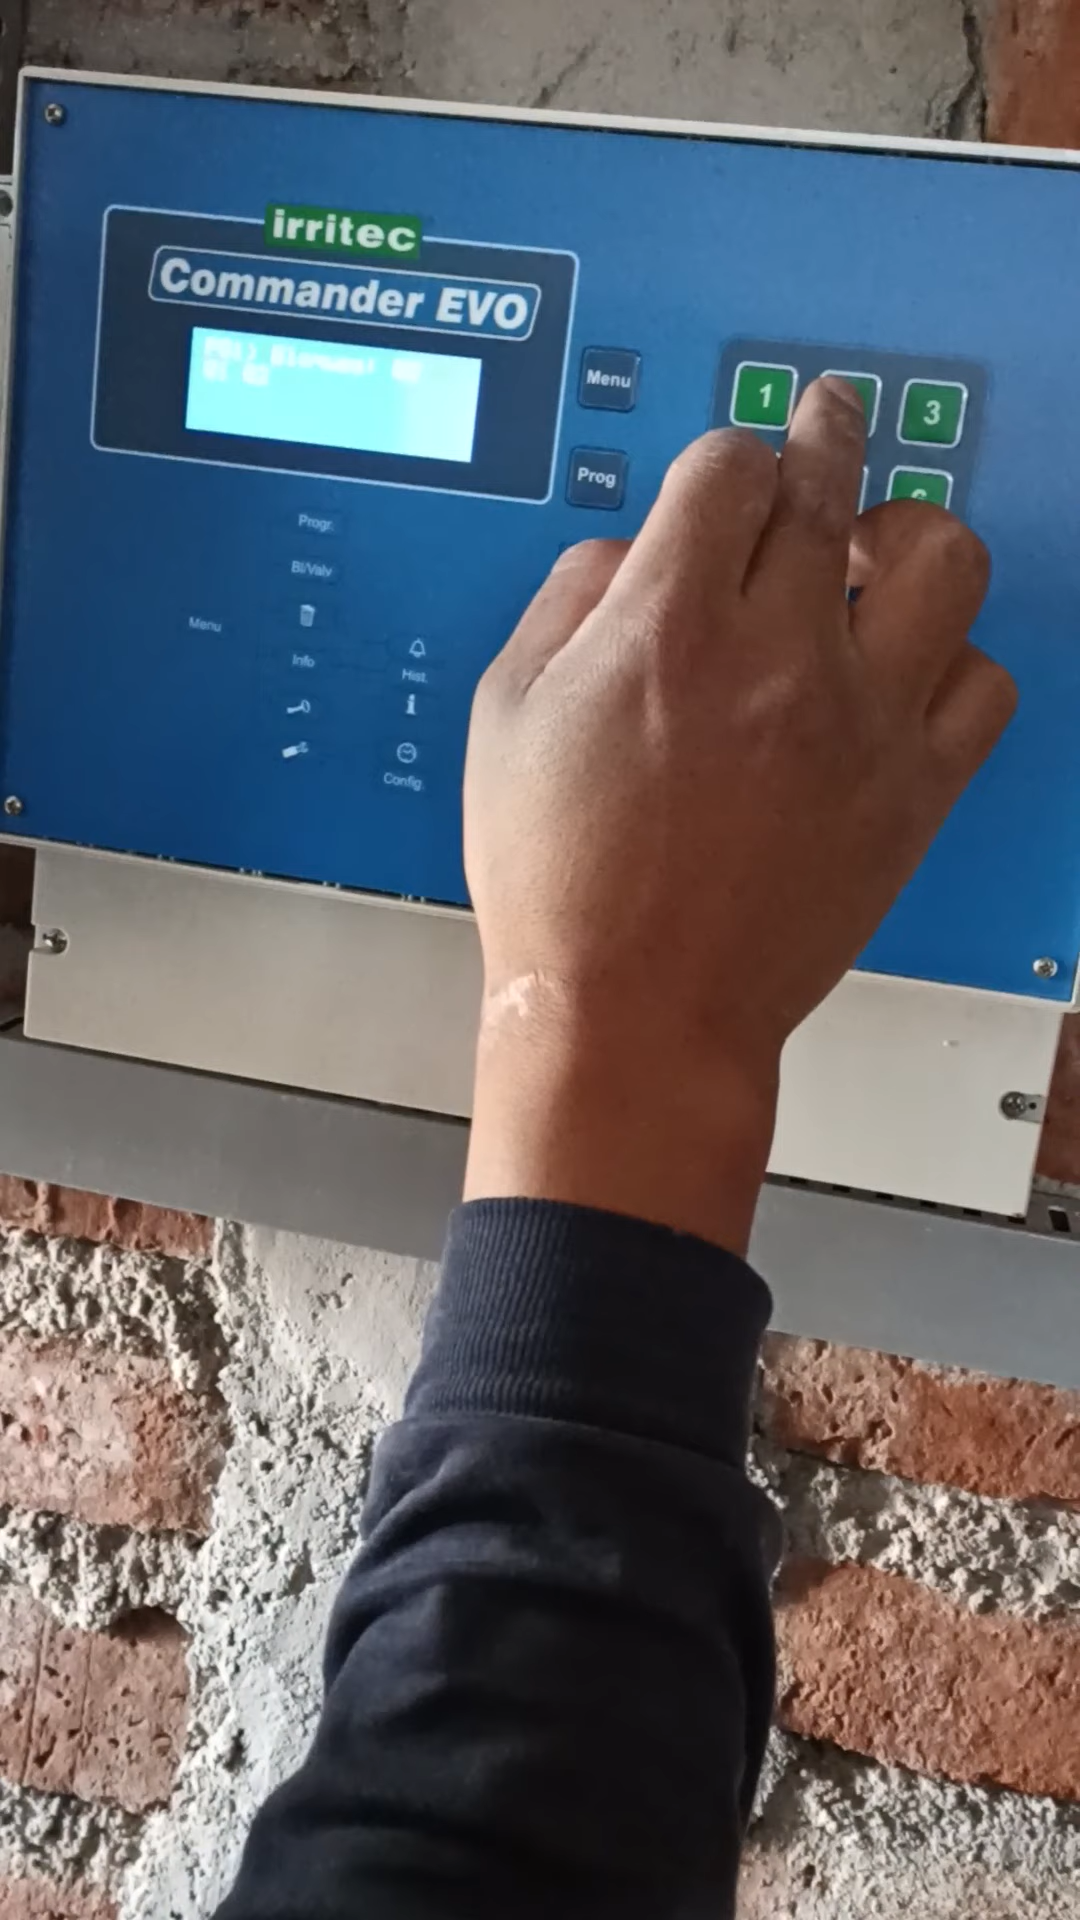 irritec
Commander EVO
Menu
1
3
Prog
Progr.
Bl/Valv
Menu
Info
Hist.
i
Config.